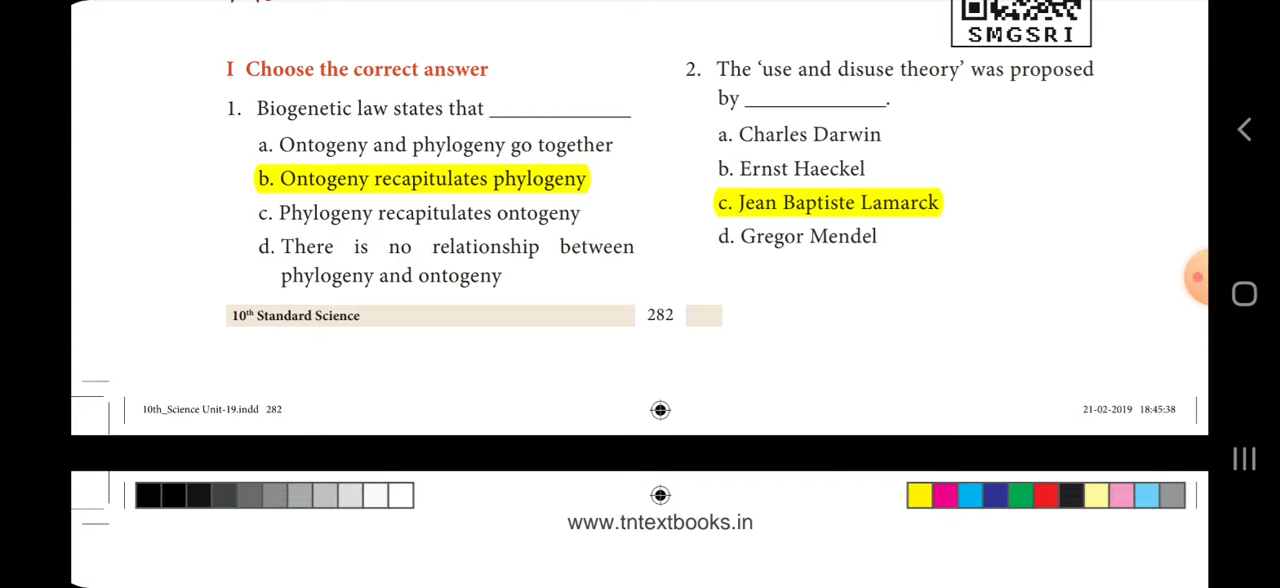 SMGSRI
I Choose the correct answer
1. Biogenetic law states that ____________
a. Ontogeny and phylogeny go together
b. Ontogeny recapitulates phylogeny
c. Phylogeny recapitulates ontogeny
d. There is no relationship between
phylogeny and ontogeny
2. The ‘use and disuse theory’ was proposed
by ____________.
a. Charles Darwin
b. Ernst Haeckel
c. Jean Baptiste Lamarck
d. Gregor Mendel
10th Standard Science
282
10th_Science Unit-19.indd 282
21-02-2019 18:45:38
www.tntextbooks.in